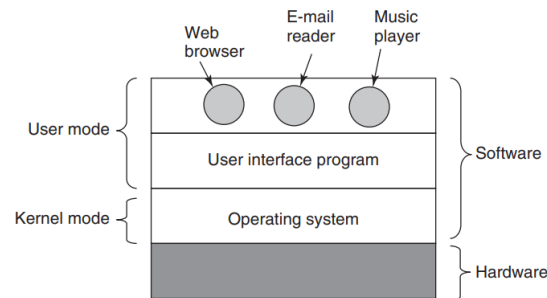 Web
browser
E-mail
reader
Music
player
User mode
User interface program
Software
Kernel mode
Operating system
Hardware